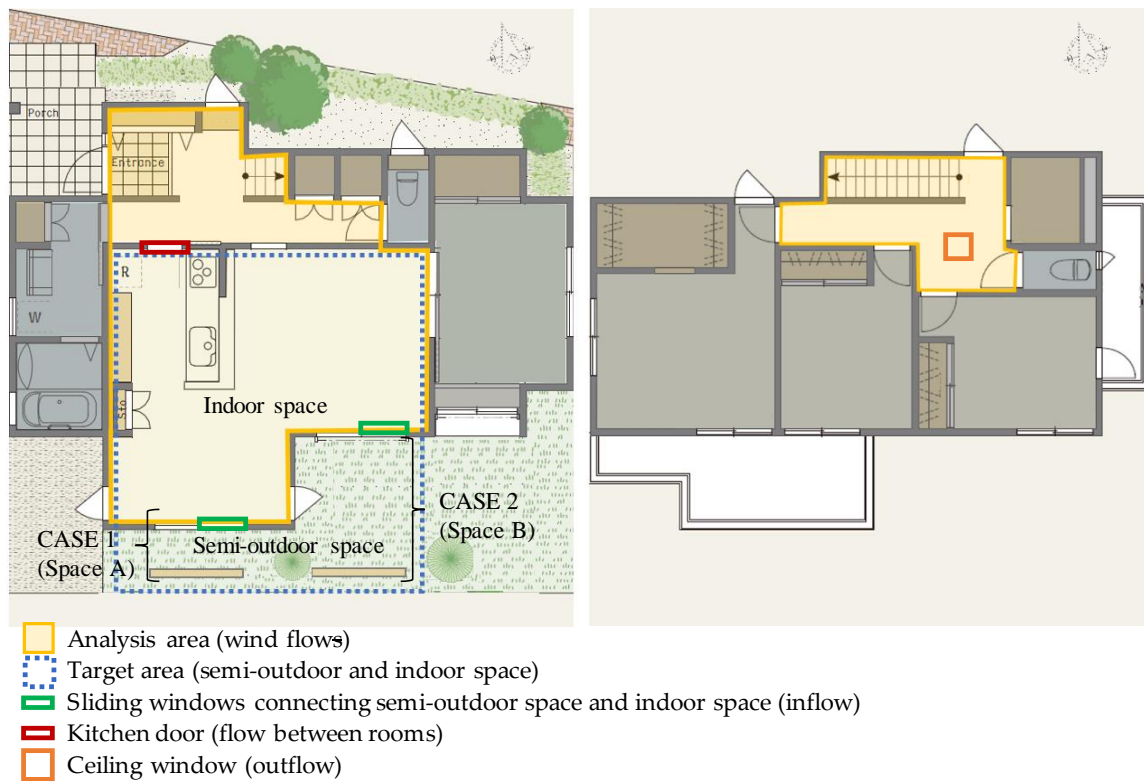 Porch
Entrance
R
W
Sto
Indoor space
CASE 2
(Space B)
CASE 1
(Space A)
Semi-outdoor space
Analysis area (wind flows)
Target area (semi-outdoor and indoor space)
Sliding windows connecting semi-outdoor space and indoor space (inflow)
Kitchen door (flow between rooms)
Ceiling window (outflow)